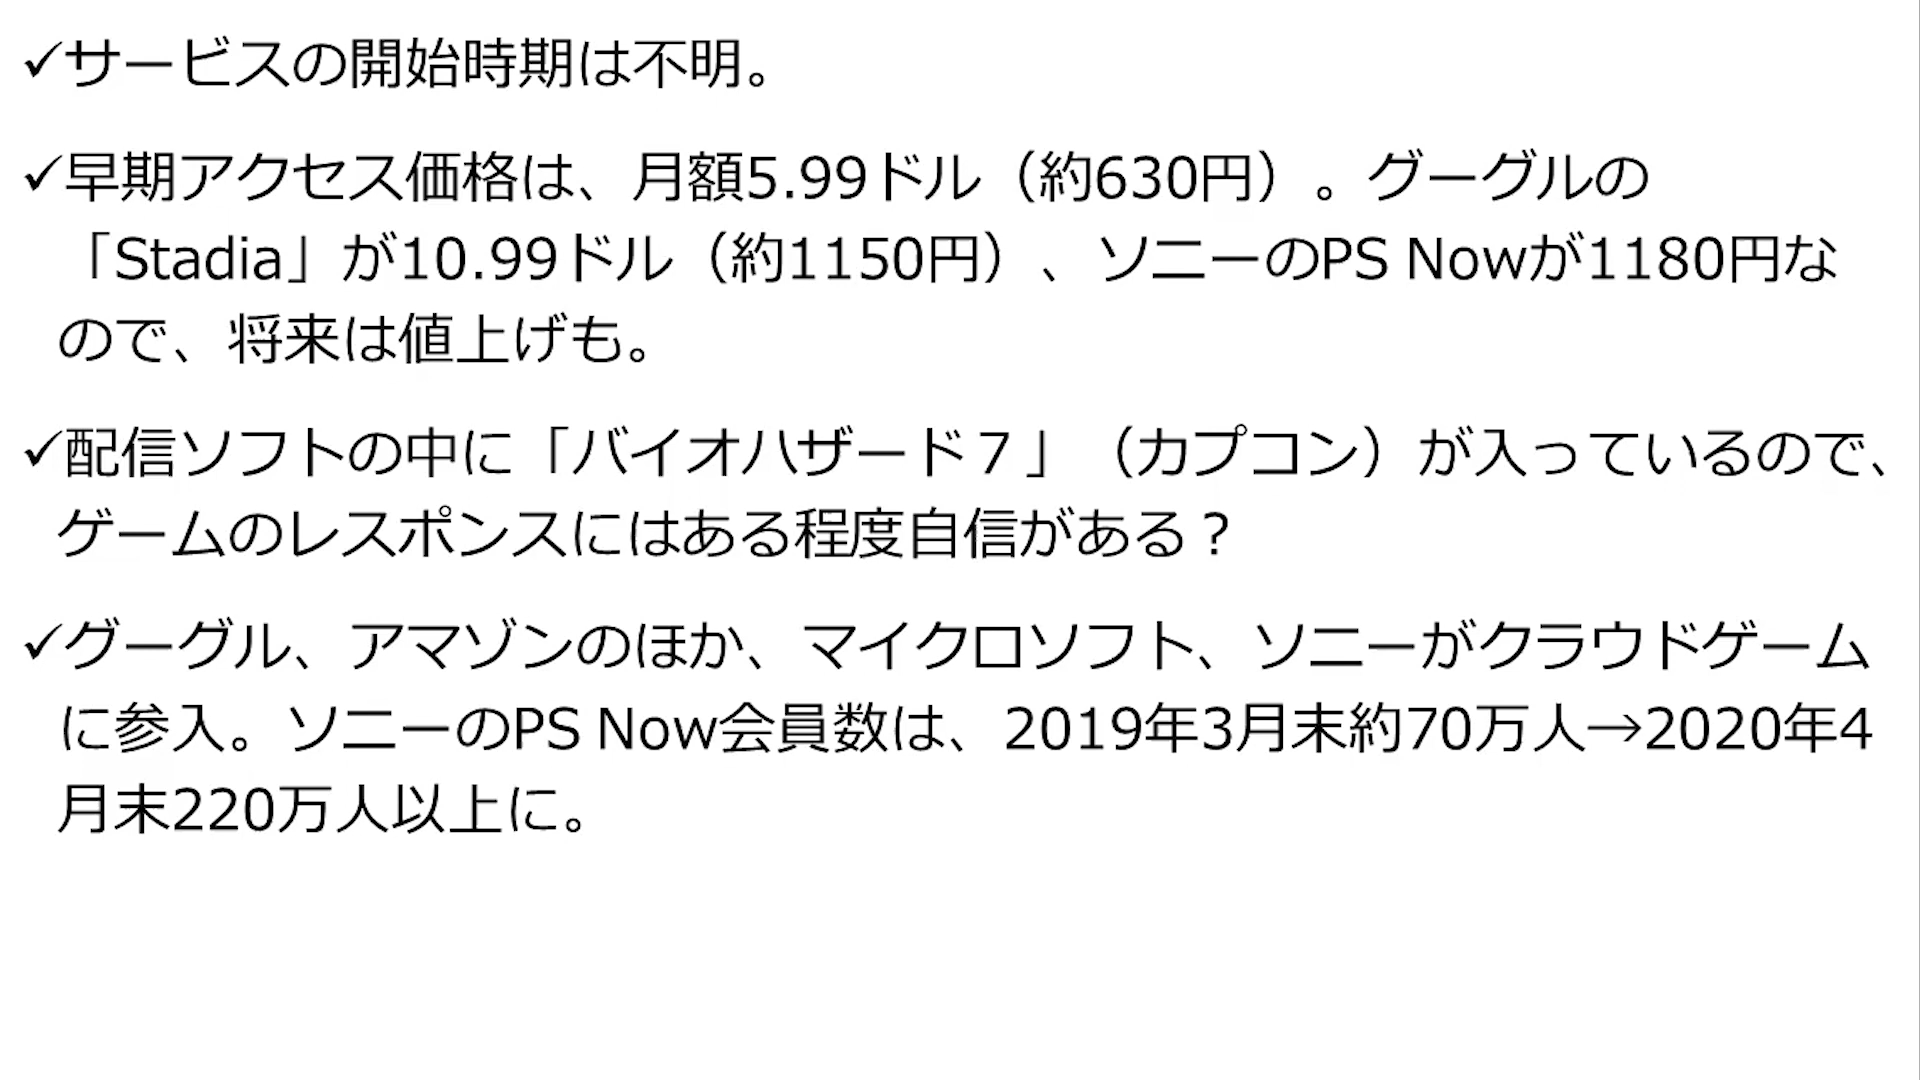 ✓サービスの開始時期は不明。
✓早期アクセス価格は、月額5.99ドル（約630円）。グーグルの
「Stadia」が10.99ドル（約1150円）、ソニーのPS Nowが1180円な
ので、将来は値上げも。
✓配信ソフトの中に「バイオハザード７」（カプコン）が入っているので、
ゲームのレスポンスにはある程度自信がある？
✓グーグル、アマゾンのほか、マイクロソフト、ソニーがクラウドゲーム
に参入。ソニーのPS Now会員数は、2019年3月末約70万人→2020年4
月末220万人以上に。